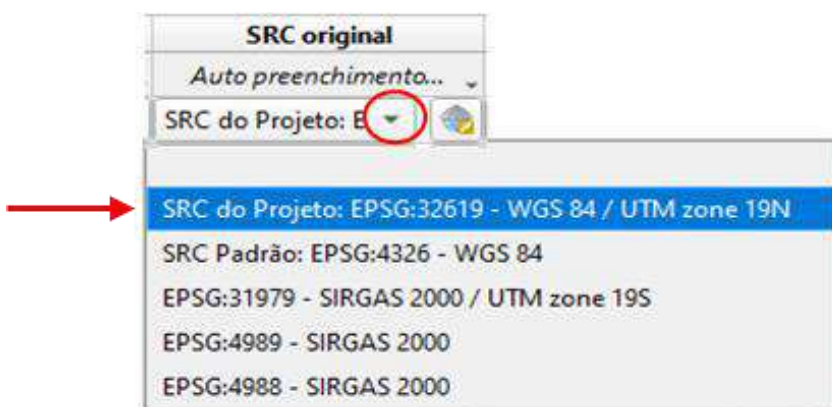 SRC original
Auto preenchimento...
SRC do Projeto: E
SRC do Projeto: EPSG:32619 - WGS 84 / UTM zone 19N
SRC Padrão: EPSG:4326 - WGS 84
EPSG:31979 - SIRGAS 2000 / UTM zone 19S
EPSG:4989 - SIRGAS 2000
EPSG:4988 - SIRGAS 2000